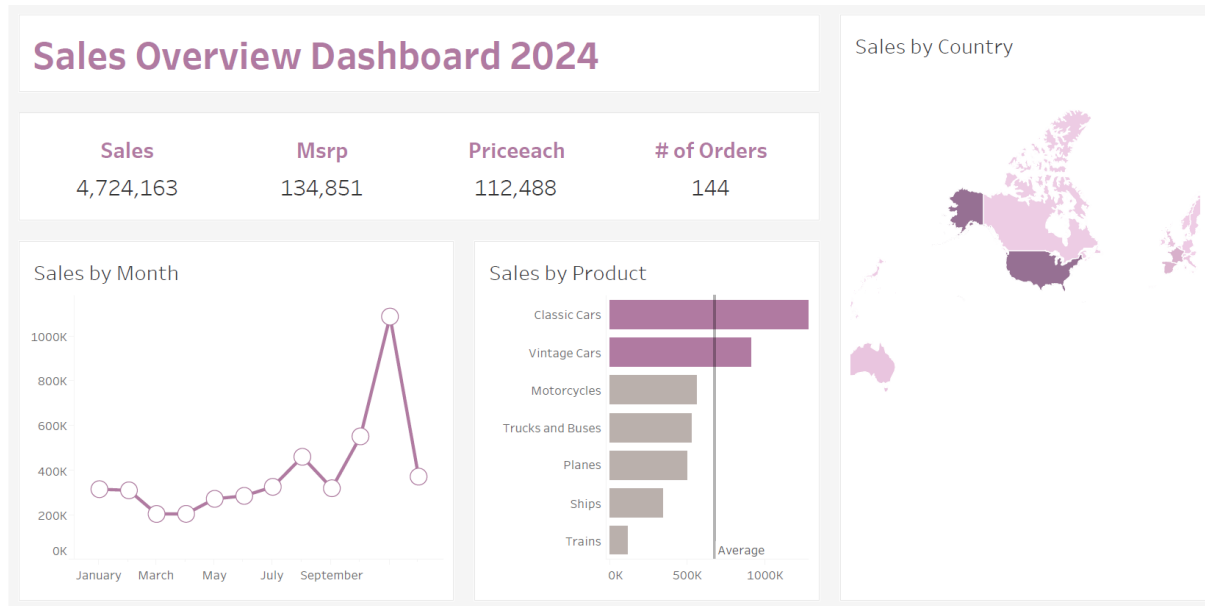 Sales Overview Dashboard 2024
Sales by Country
Sales Msrp Priceeach # of Orders
4,724,163 134,851 112,488 144
Sales by Month
1000K
800K
600K
400K
200K
0K
January March May July September
Sales by Product
Classic Cars
Vintage Cars
Motorcycles
Trucks and Buses
Planes
Ships
Trains
Average
0K 500K 1000K